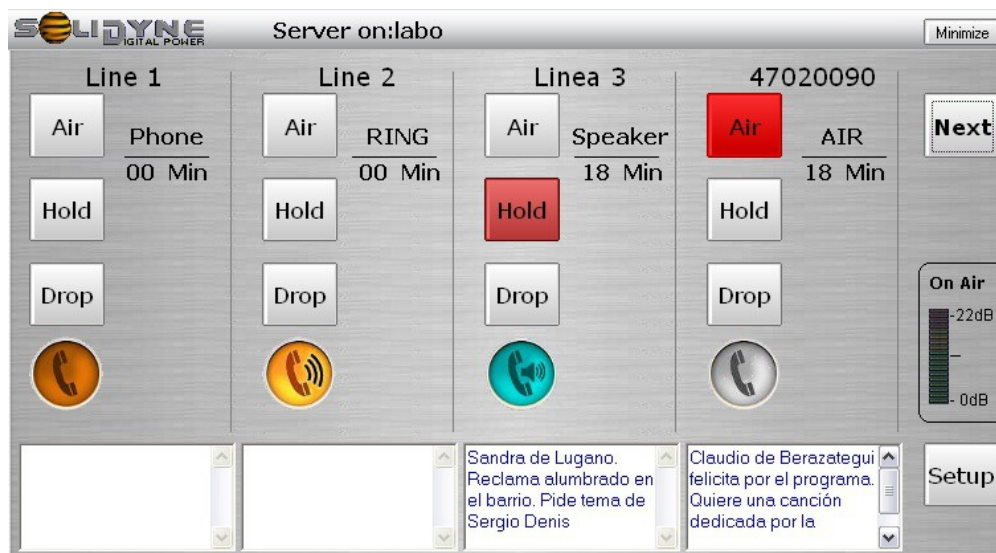 SOLIDYNE
DIGITAL POWER
Server on:labo
Minimize
Line 1
Air
Phone
00 Min
Hold
Drop
Line 2
Air
RING
00 Min
Hold
Drop
Linea 3
Air
Speaker
18 Min
Hold
Drop
47020090
Air
AIR
18 Min
Hold
Drop
Next
On Air
-22dB
- 0dB
Sandra de Lugano.
Reclama alumbrado en
el barrio. Pide tema de
Sergio Denis
Claudio de Berazategui
felicita por el programa.
Quiere una canción
dedicada por la
Setup